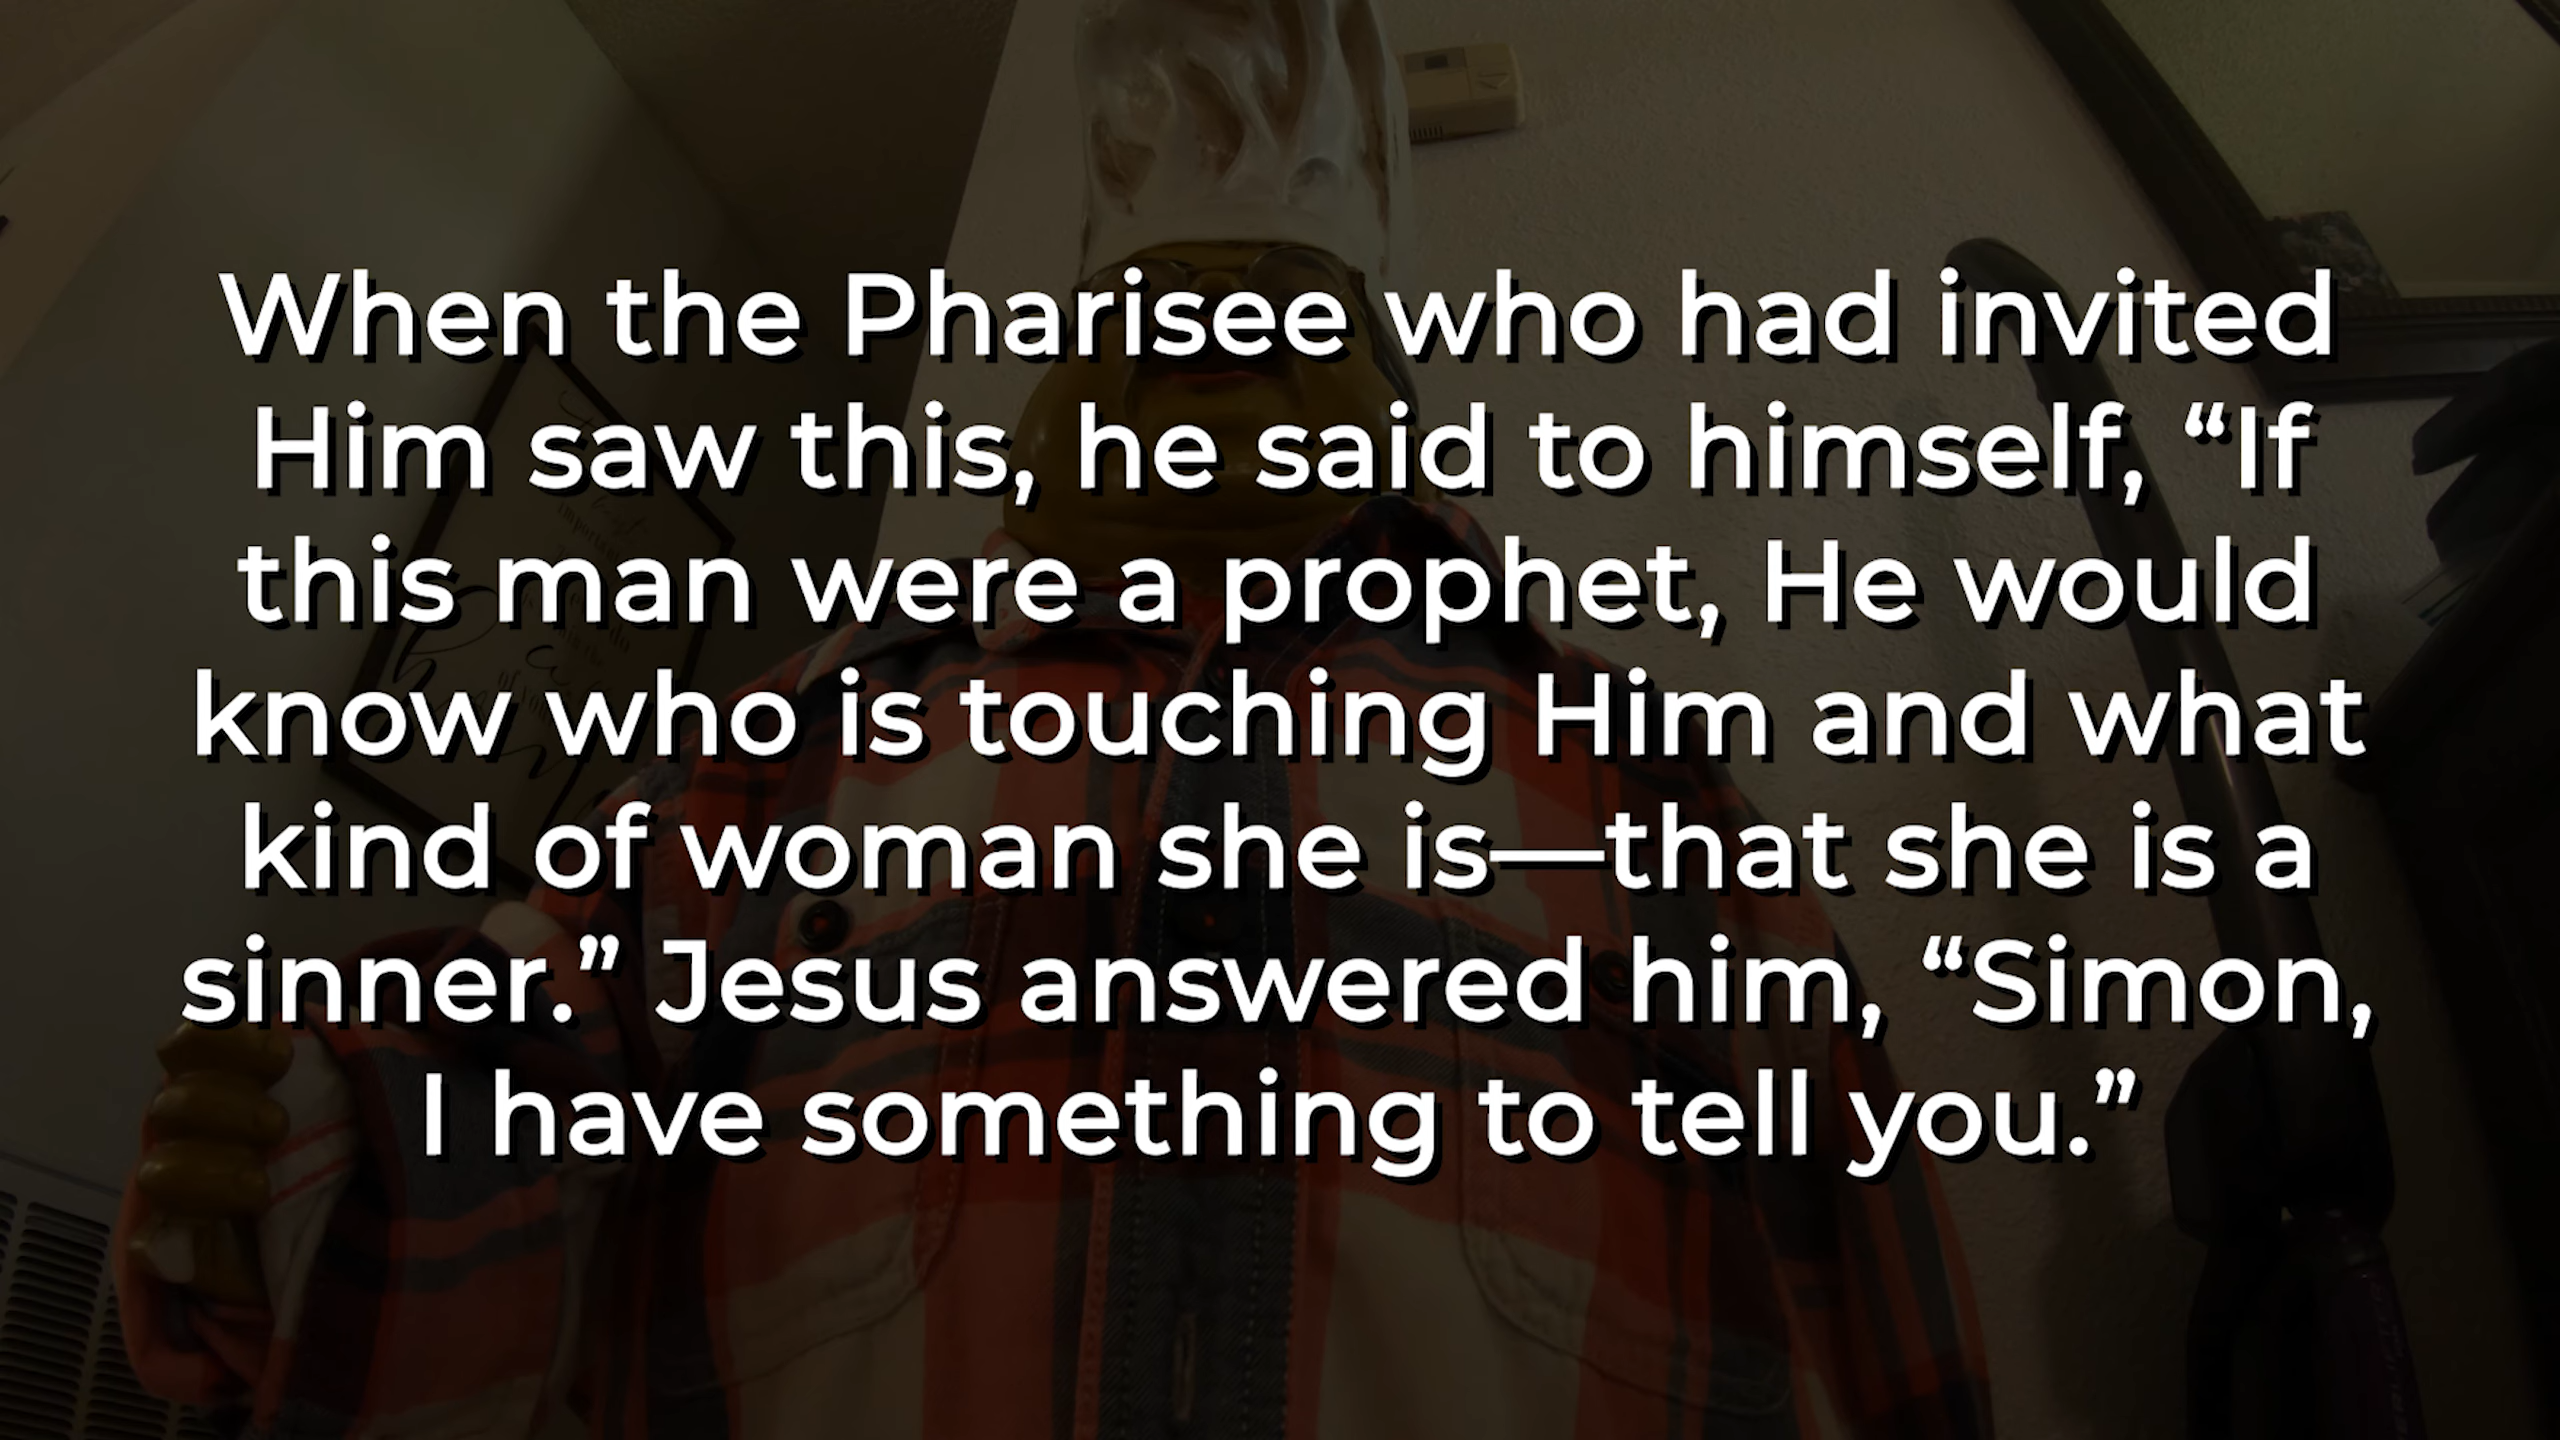 When the Pharisee who had invited
Him saw this, he said to himself, “If
this man were a prophet, He would
know who is touching Him and what
kind of woman she is—that she is a
sinner.” Jesus answered him, “Simon,
I have something to tell you.”